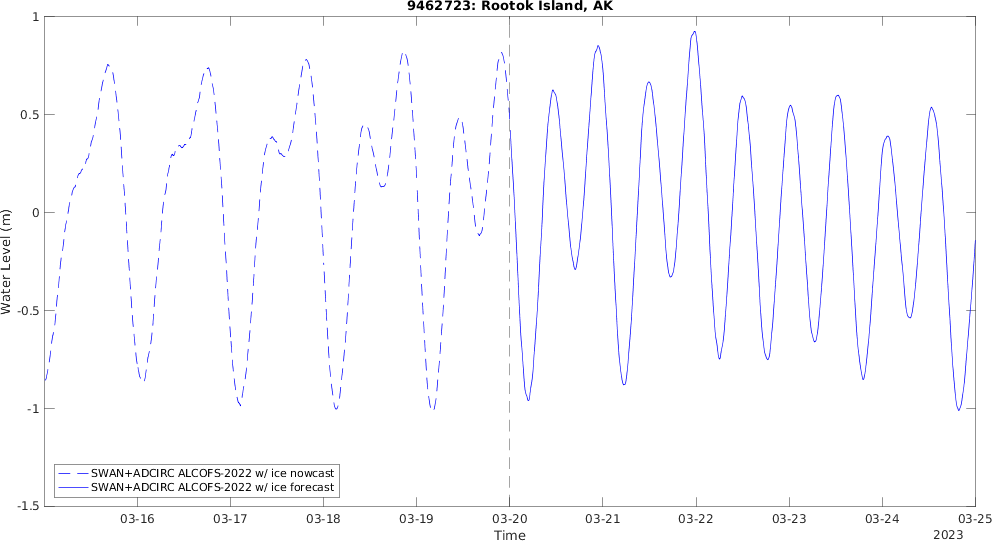 9462723: Rootok Island, AK
Water Level (m)
1
0.5
0
-0.5
-1
-1.5
SWAN+ADCIRC ALCOFS-2022 w/ ice nowcast
SWAN+ADCIRC ALCOFS-2022 w/ ice forecast
03-16 03-17 03-18 03-19 03-20 03-21 03-22 03-23 03-24 03-25
Time
2023